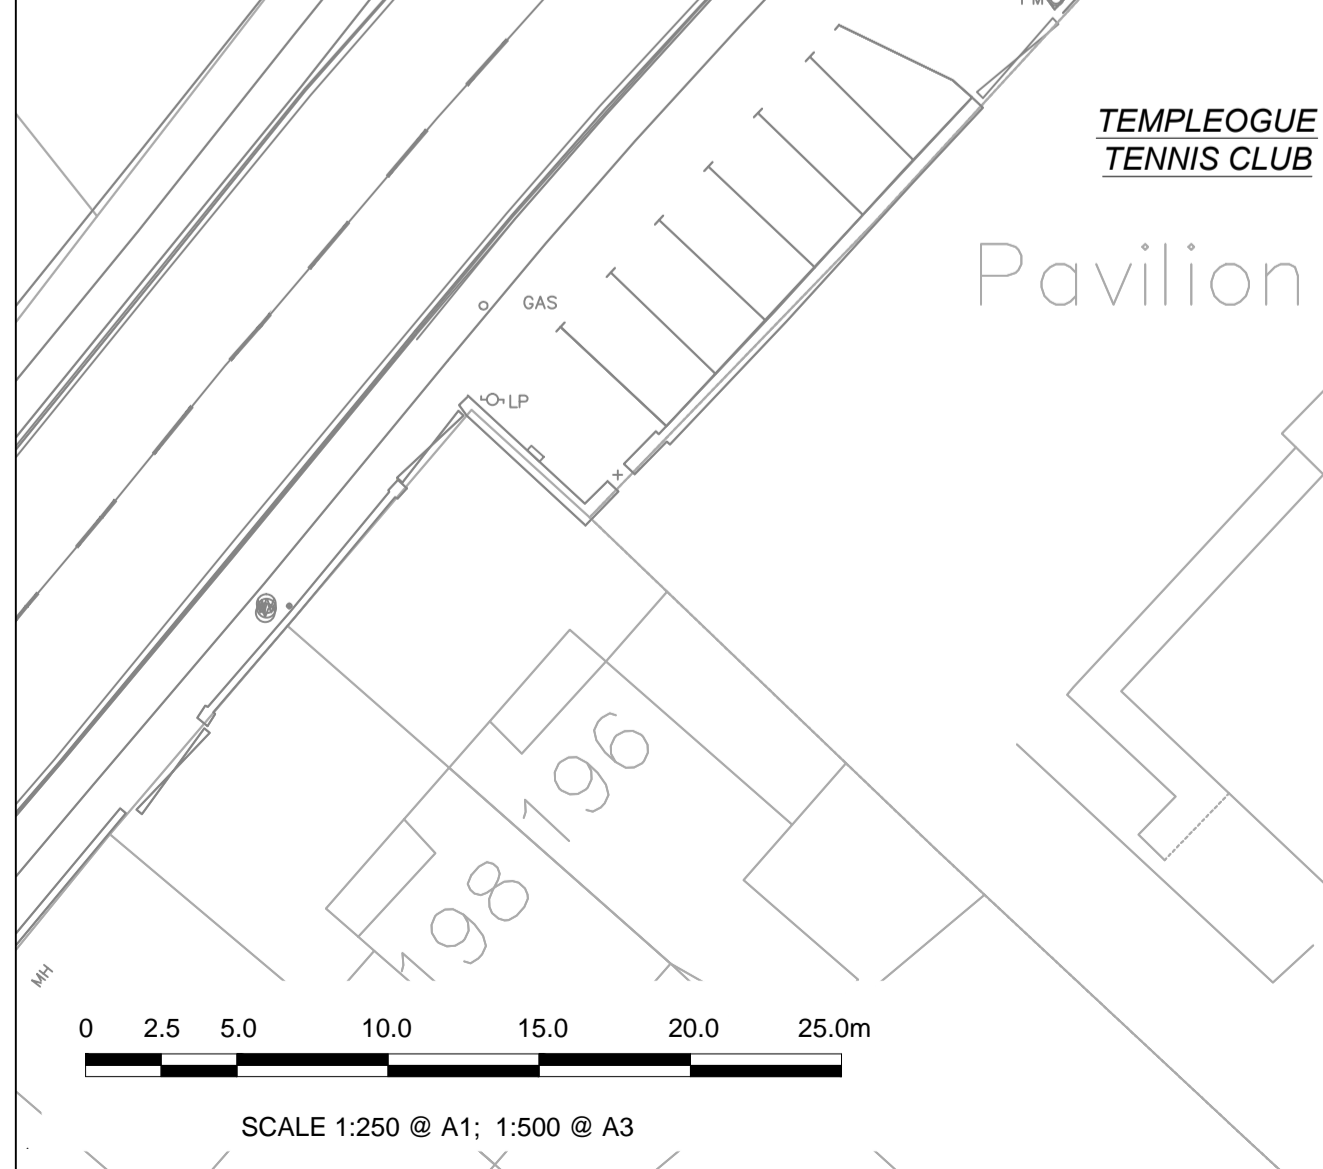 TEMPLEOGUE
TENNIS CLUB
Pavilion
GAS
LP
196
198
MH
0 2.5 5.0 10.0 15.0 20.0 25.0m
SCALE 1:250 @ A1; 1:500 @ A3